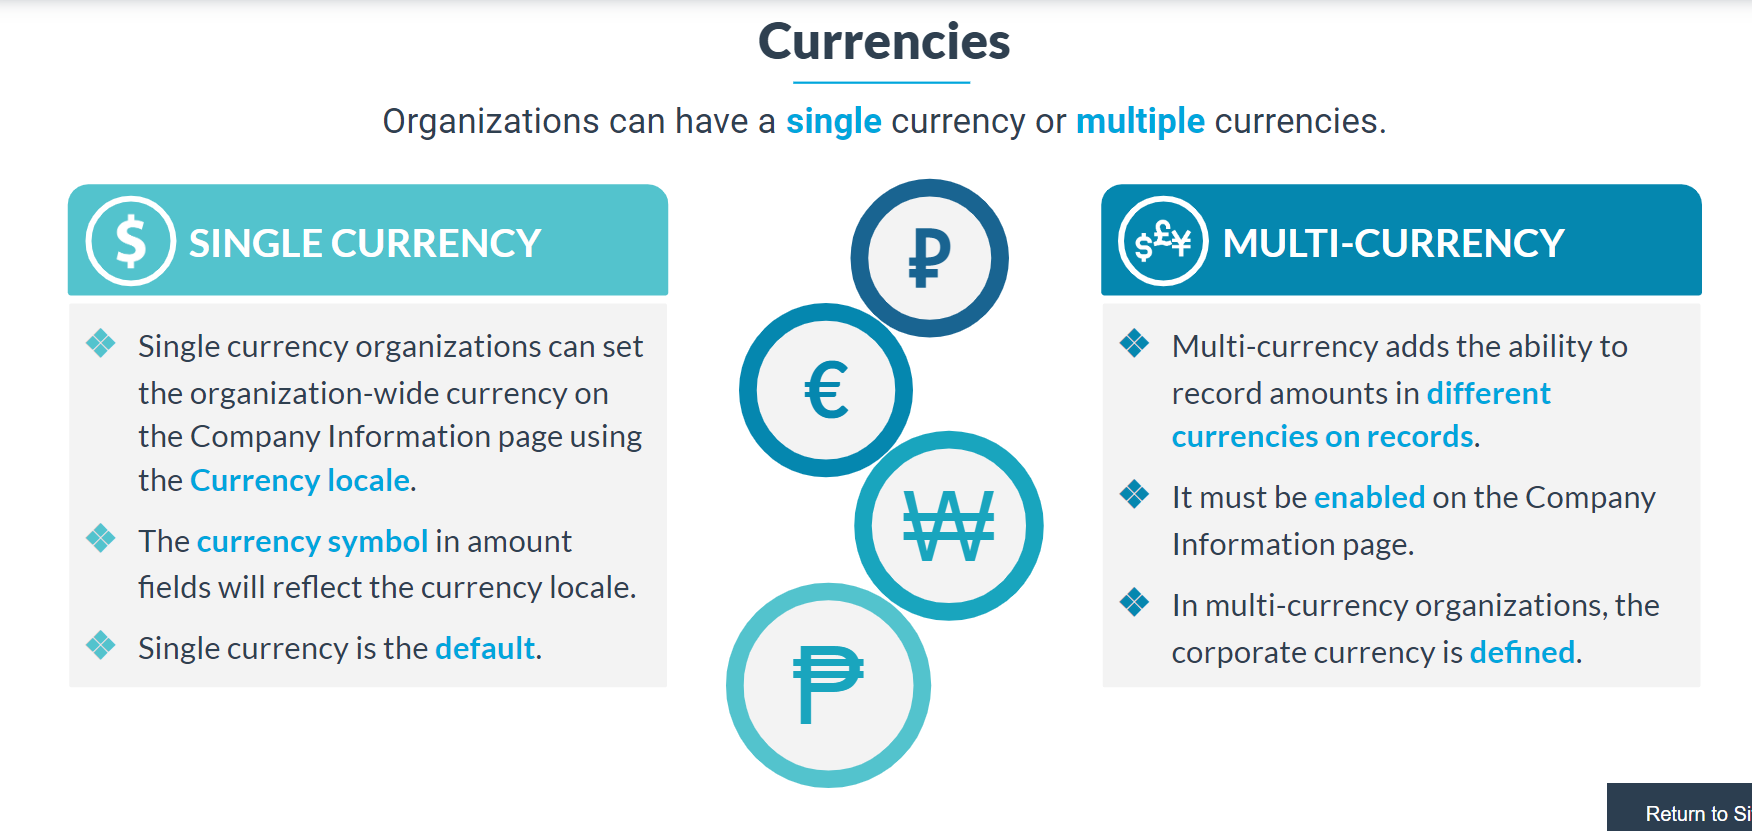 Currencies
Organizations can have a single currency or multiple currencies.
$ SINGLE CURRENCY
Single currency organizations can set
the organization-wide currency on
the Company Information page using
the Currency locale.
The currency symbol in amount
fields will reflect the currency locale.
Single currency is the default.
₽
€
₩
₱
$£¥ MULTI-CURRENCY
Multi-currency adds the ability to
record amounts in different
currencies on records.
It must be enabled on the Company
Information page.
In multi-currency organizations, the
corporate currency is defined.
Return to Si